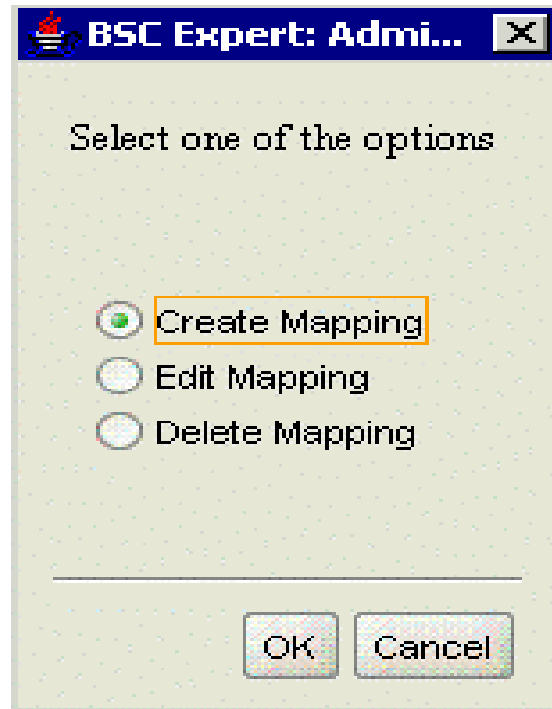 BSC Expert: Admi...
Select one of the options
Create Mapping
Edit Mapping
Delete Mapping
OK Cancel